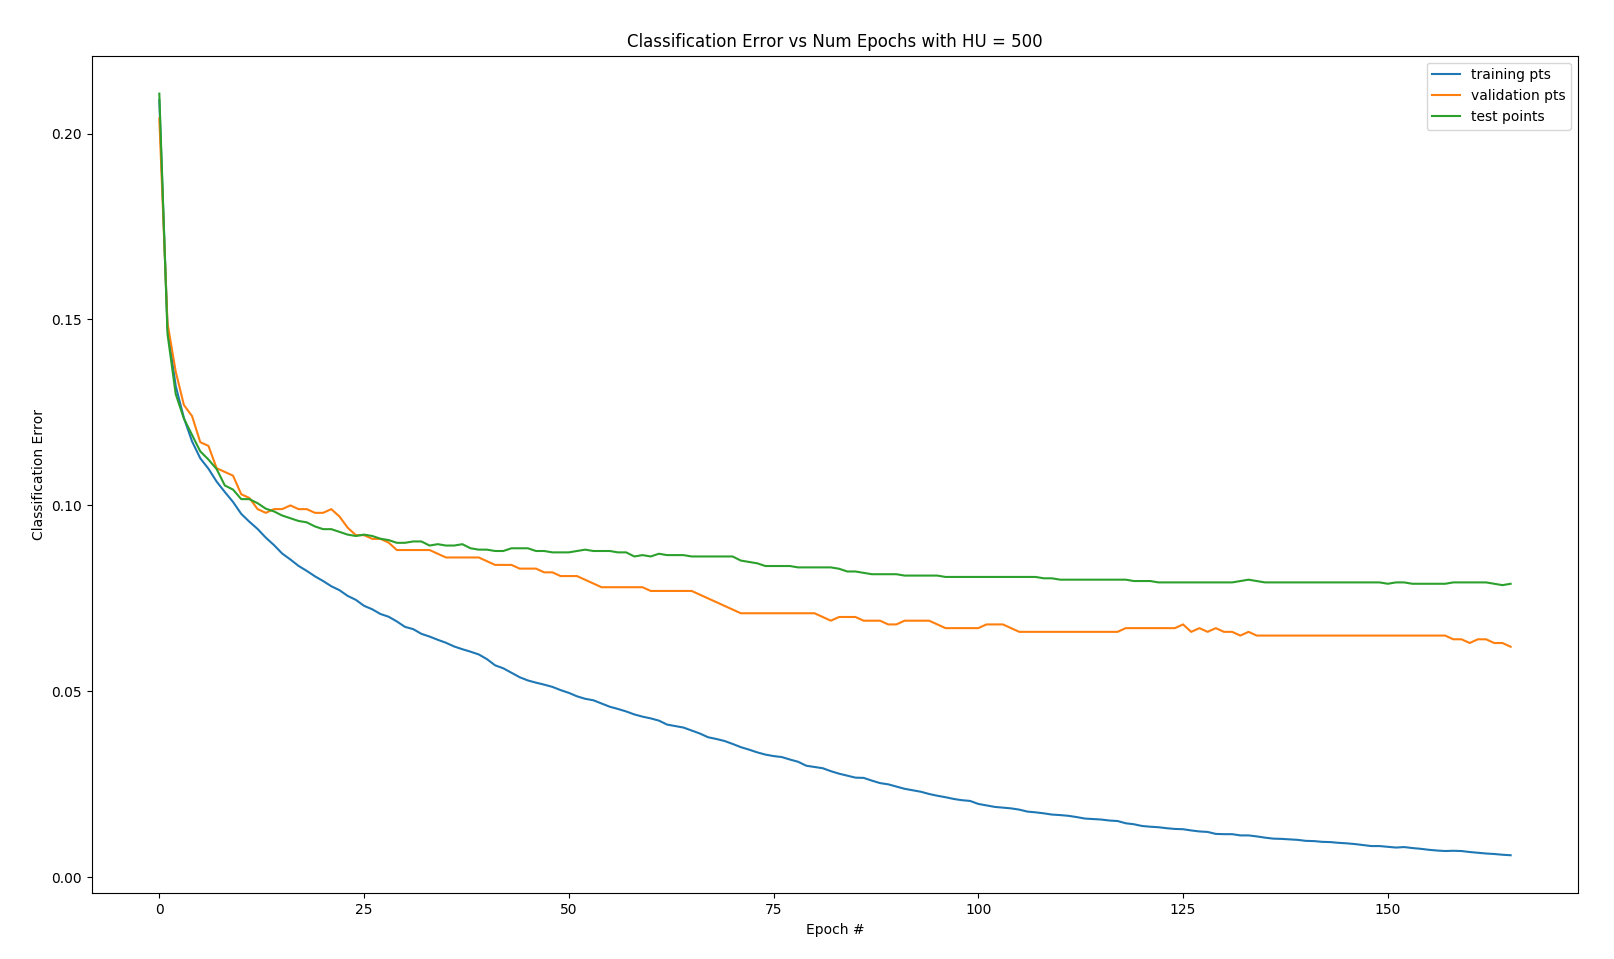 Classification Error vs Num Epochs with HU = 500
training pts
validation pts
test points
Classification Error
0.20
0.15
0.10
0.05
0.00
0 25 50 75 100 125 150
Epoch #